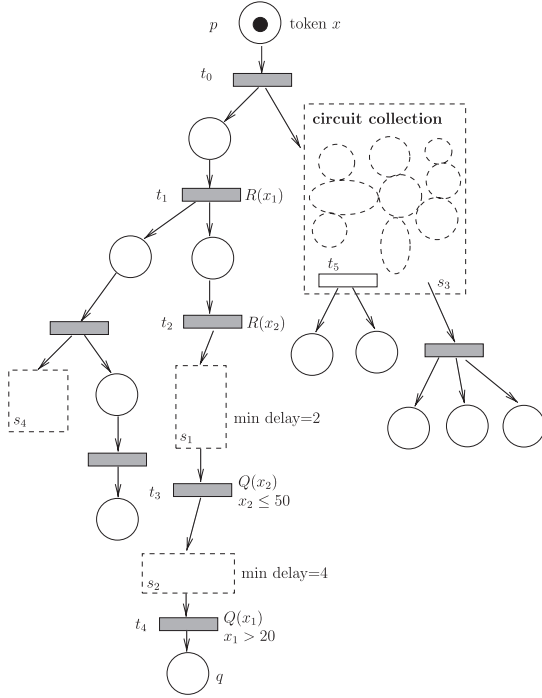 p token x
t₀
circuit collection
t₁ R(x₁)
t₅
s₃
t₂ R(x₂)
s₄
s₁
min delay=2
t₃ Q(x₂)
x₂ ≤ 50
s₂
min delay=4
t₄ Q(x₁)
x₁ > 20
q